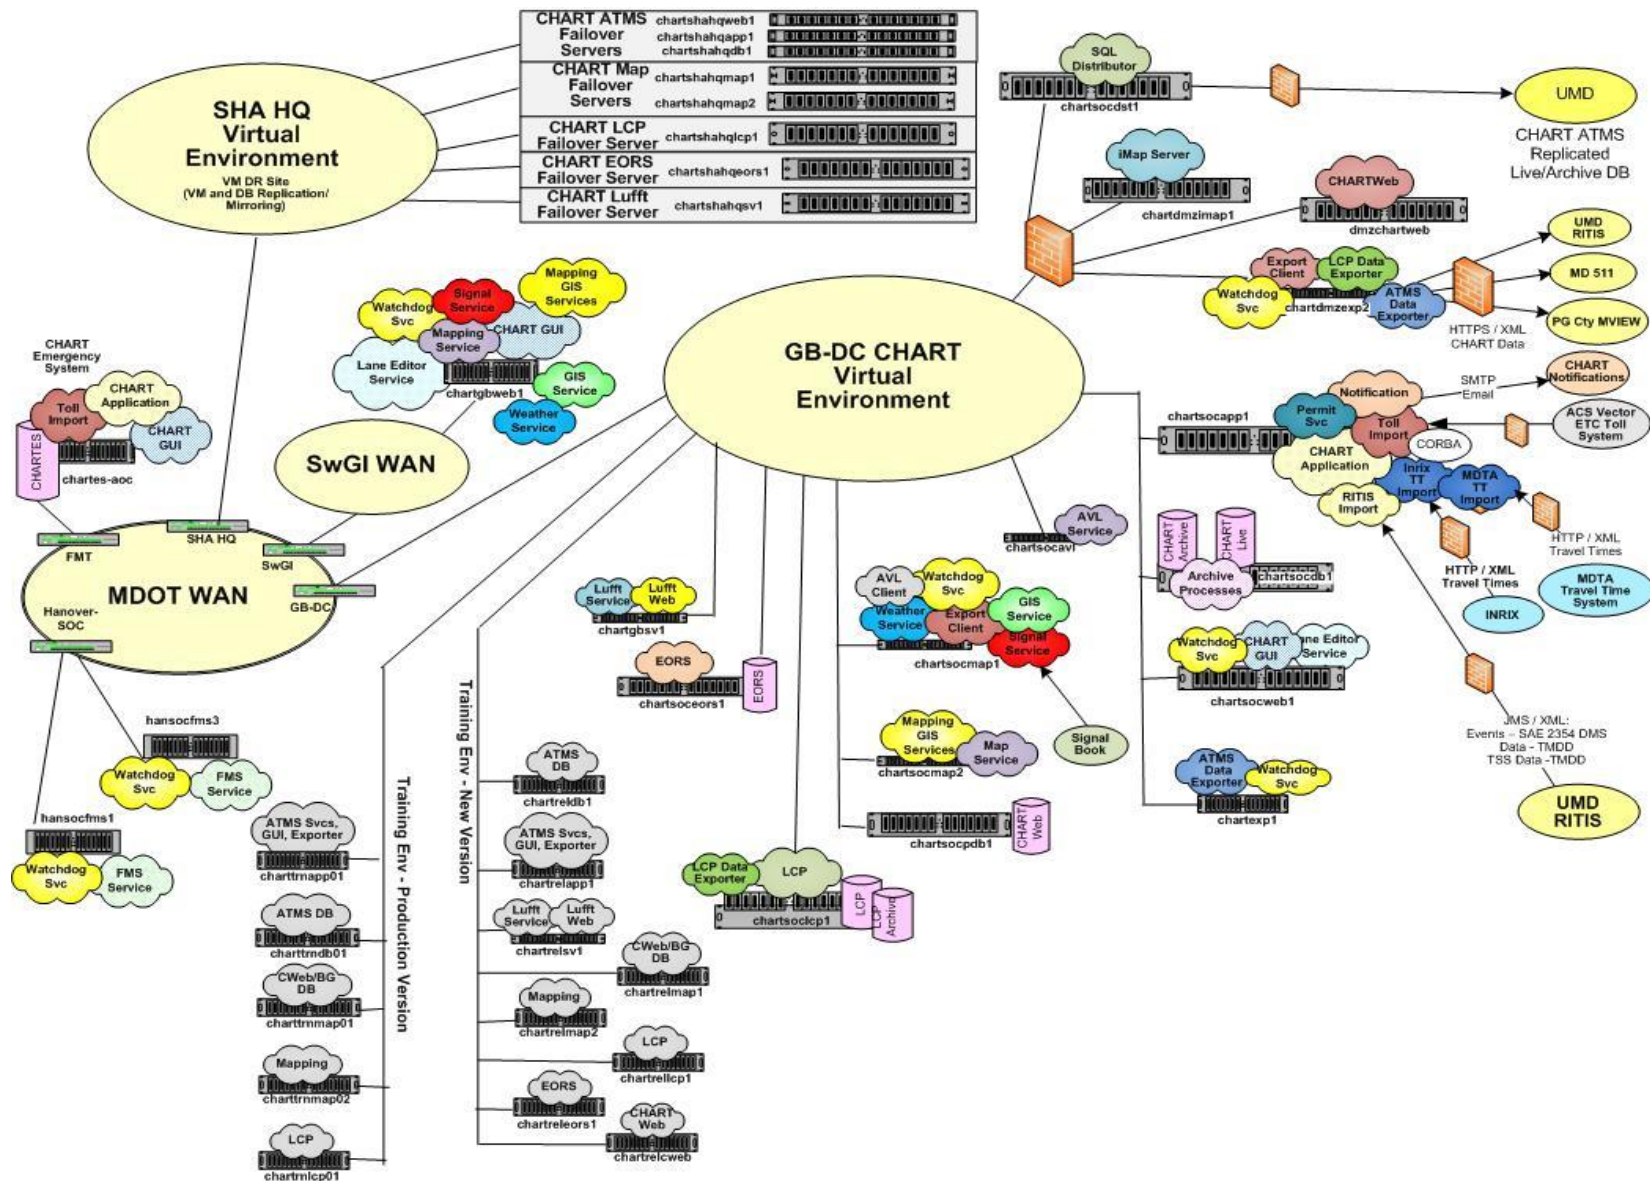 CHART ATMS
Failover
Servers
chartshahqweb1
chartshahqapp1
chartshahqdb1
CHART Map
Failover
Servers
chartshahqmap1
chartshahqmap2
CHART LCP
Failover Server
chartshahqlcp1
CHART EORS
Failover Server
chartshahqeors1
CHART Lufft
Failover Server
chartshahqsv1
SHA HQ
Virtual
Environment
VM DR Site
(VM and DB Replication/
Mirroring)
SQL
Distributor
chartsocdst1
UMD
CHART ATMS
Replicated
Live/Archive DB
iMap Server
chartdmzimap1
CHARTWeb
dmzchartweb
Export
Client
LCP Data
Exporter
Watchdog
Svc
ATMS
Data
Exporter
chartdmzexp2
UMD
RITIS
MD 511
PG Cty MVIEW
HTTPS / XML
CHART Data
Mapping
GIS
Services
Signal
Service
Watchdog
Svc
Mapping
Service
CHART GUI
Lane Editor
Service
chartgbweb1
GIS
Service
Weather
Service
CHART
Emergency
System
Toll
Import
CHART
Application
CHART
GUI
CHARTES
chartes-aoc
GB-DC CHART
Virtual
Environment
SwGI WAN
CHART
Notifications
SMTP
Email
Notification
chartsocapp1
Permit
Svc
Toll
Import
CORBA
ACS Vector
ETC Toll
System
CHART
Application
Inrix
TT
Import
MDTA
TT
Import
RITIS
Import
HTTP / XML
Travel Times
HTTP / XML
Travel Times
MDTA
Travel Time
System
INRIX
FMT
SHA HQ
SwGI
GB-DC
MDOT WAN
Hanover-
SOC
AVL
Service
chartsocavl
CHART
Archive
CHART
Live
Archive
Processes
chartsocdb1
Lufft
Service
Lufft
Web
chartgbsv1
AVL
Client
Watchdog
Svc
Weather
Service
Export
Client
GIS
Service
Signal
Service
chartsocmap1
EORS
EORS
chartsoceors1
Watchdog
Svc
CHART
GUI
Service
chartsocweb1
Signal
Book
JMS / XML:
Events – SAE 2354 DMS
Data - TMDD
TSS Data -TMDD
UMD
RITIS
Mapping
GIS
Services
Map
Service
chartsocmap2
ATMS
Data
Exporter
Watchdog
Svc
chartexp1
CHART
Web
chartsocpdb1
LCP Data
Exporter
LCP
LCP
LCP
Archive
chartsoclcp1
hansocfms3
Watchdog
Svc
FMS
Service
hansocfms1
Watchdog
Svc
FMS
Service
Training Env - Production Version
Training Env - New Version
ATMS Svcs,
GUI, Exporter
charttrnapp01
ATMS DB
charttrndb01
CWeb/BG
DB
charttrnmap01
Mapping
charttrnmap02
LCP
chartrnlcp01
ATMS
DB
chartreldb1
ATMS Svcs,
GUI, Exporter
chartrelapp1
Lufft
Service
Lufft
Web
chartrelsv1
CWeb/BG
DB
chartrelmap1
Mapping
chartrelmap2
LCP
chartrellcp1
EORS
chartreleors1
CHART
Web
chartrelcweb